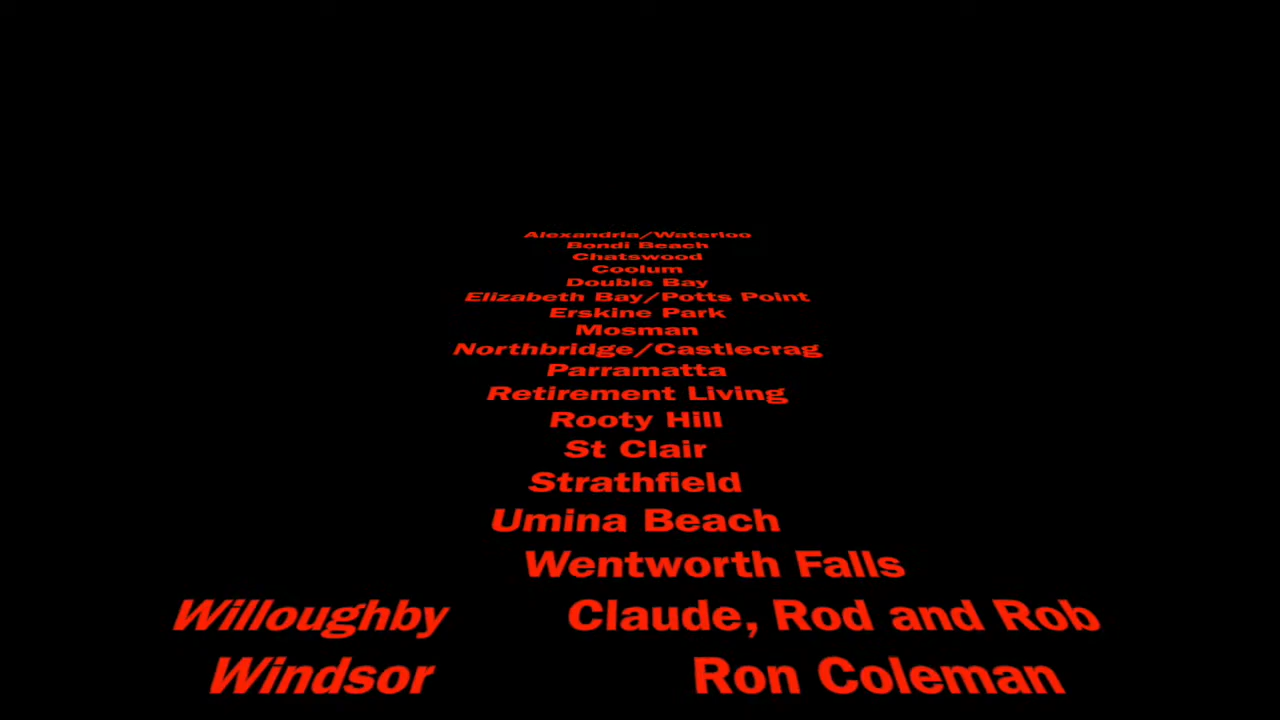 Alexandria/Waterloo
Bondi Beach
Chatswood
Coolum
Double Bay
Elizabeth Bay/Potts Point
Erskine Park
Mosman
Northbridge/Castlecrag
Parramatta
Retirement Living
Rooty Hill
St Clair
Strathfield
Umina Beach
Wentworth Falls
Willoughby Claude, Rod and Rob
Windsor Ron Coleman